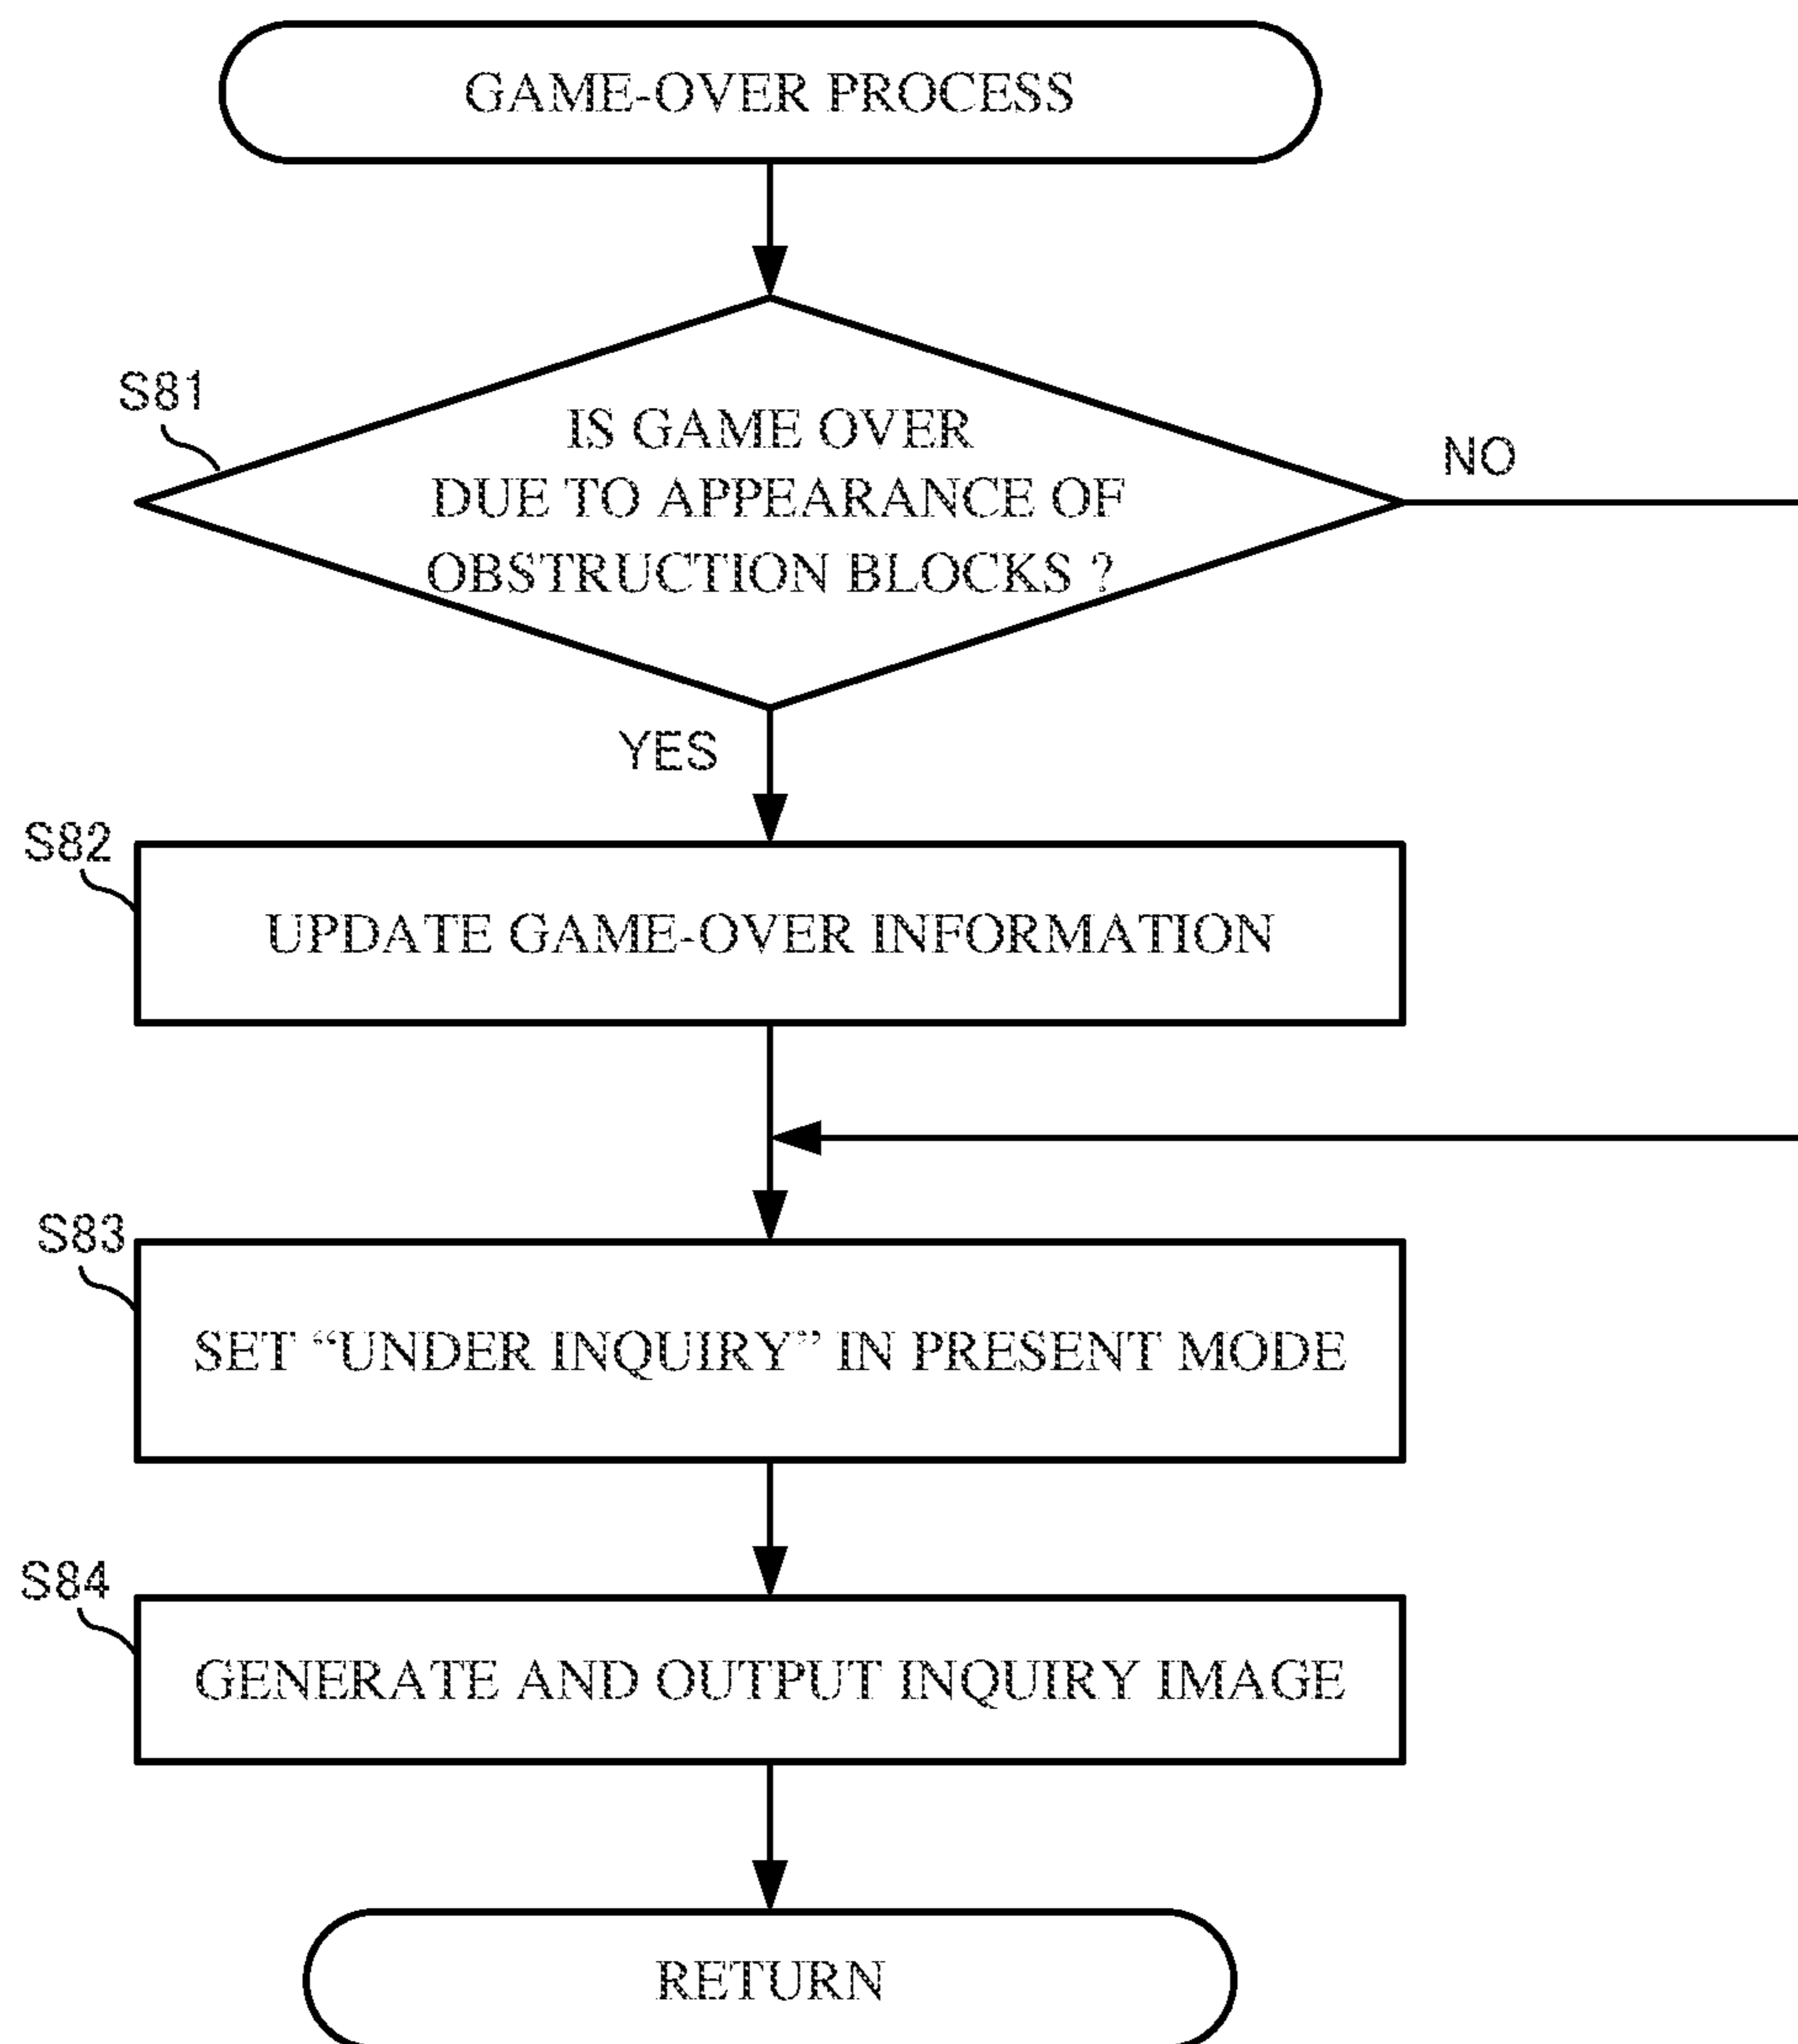 GAME-OVER PROCESS
S81
IS GAME OVER
DUE TO APPEARANCE OF
OBSTRUCTION BLOCKS ?
NO
YES
S82
UPDATE GAME-OVER INFORMATION
S83
SET “UNDER INQUIRY” IN PRESENT MODE
S84
GENERATE AND OUTPUT INQUIRY IMAGE
RETURN